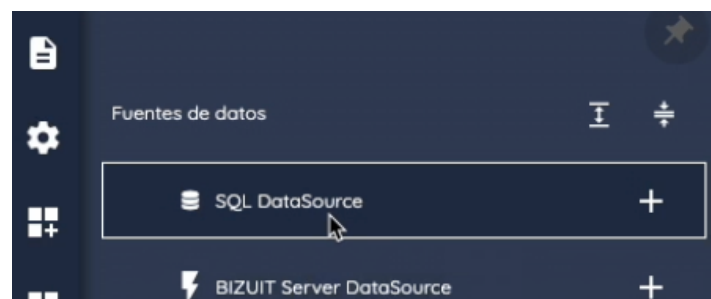 Fuentes de datos
SQL DataSource
BIZUIT Server DataSource